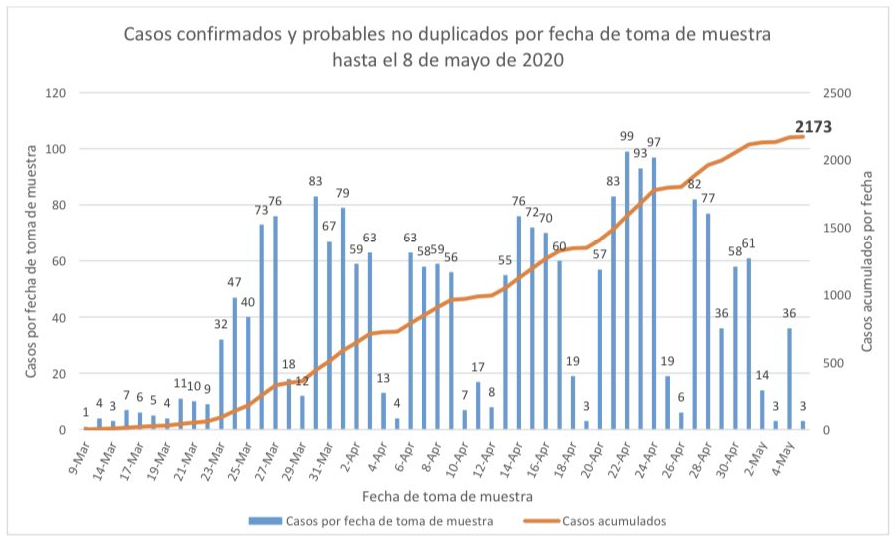 Casos confirmados y probables no duplicados por fecha de toma de muestra
hasta el 8 de mayo de 2020
Casos por fecha de toma de muestra
120
100
80
60
40
20
0
1 4 3 7 6 5 4 11 10 9 32 47 40 73 76 18 12 83 67 79 59 63 13 4 63 58 59 56 7 17 8 55 76 72 70 60 19 3 57 83 99 93 97 19 6 82 77 36 58 61 14 3 36 3
2173
2500
2000
1500
1000
500
0
Casos acumulados por fecha
9-Mar 14-Mar 17-Mar 19-Mar 21-Mar 23-Mar 25-Mar 27-Mar 29-Mar 31-Mar 2-Apr 4-Apr 6-Apr 8-Apr 10-Apr 12-Apr 14-Apr 16-Apr 18-Apr 20-Apr 22-Apr 24-Apr 26-Apr 28-Apr 30-Apr 2-May 4-May
Fecha de toma de muestra
Casos por fecha de toma de muestra Casos acumulados